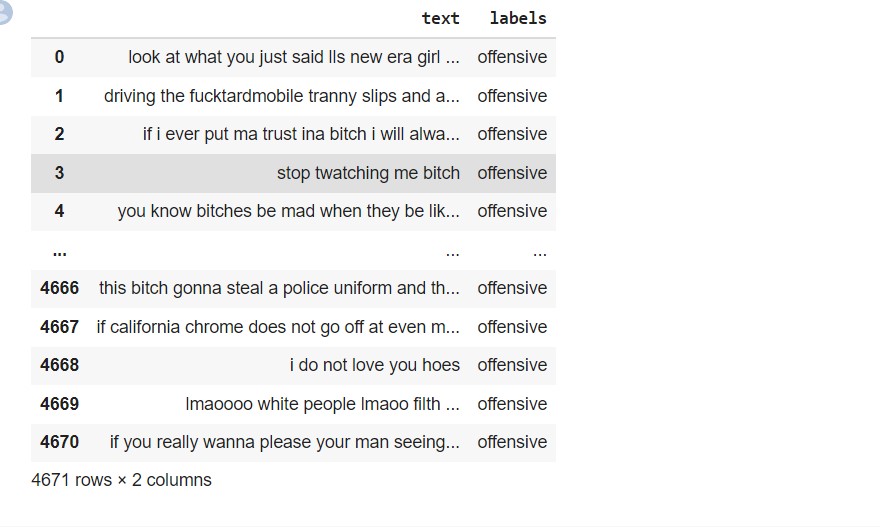 text labels
0 look at what you just said lls new era girl ... offensive
1 driving the fucktardmobile tranny slips and a... offensive
2 if i ever put ma trust ina bitch i will alwa... offensive
3 stop twatching me bitch offensive
4 you know bitches be mad when they be lik... offensive
... ... ...
4666 this bitch gonna steal a police uniform and th... offensive
4667 if california chrome does not go off at even m... offensive
4668 i do not love you hoes offensive
4669 lmaoooo white people lmaoo filth ... offensive
4670 if you really wanna please your man seeing... offensive
4671 rows × 2 columns